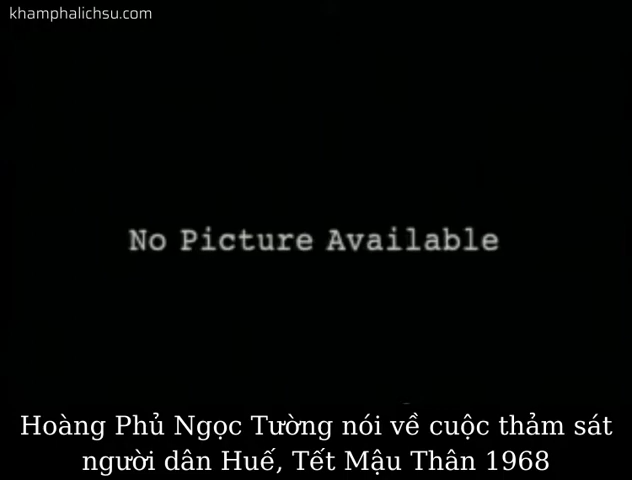 khamphalichsu.com
No Picture Available
Hoàng Phủ Ngọc Tường nói về cuộc thảm sát
người dân Huế, Tết Mậu Thân 1968